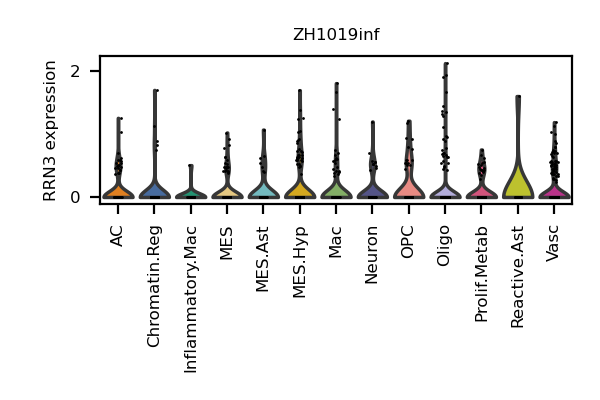 ZH1019inf
RRN3 expression
2
0
AC
Chromatin.Reg
Inflammatory.Mac
MES
MES.Ast
MES.Hyp
Mac
Neuron
OPC
Oligo
Prolif.Metab
Reactive.Ast
Vasc